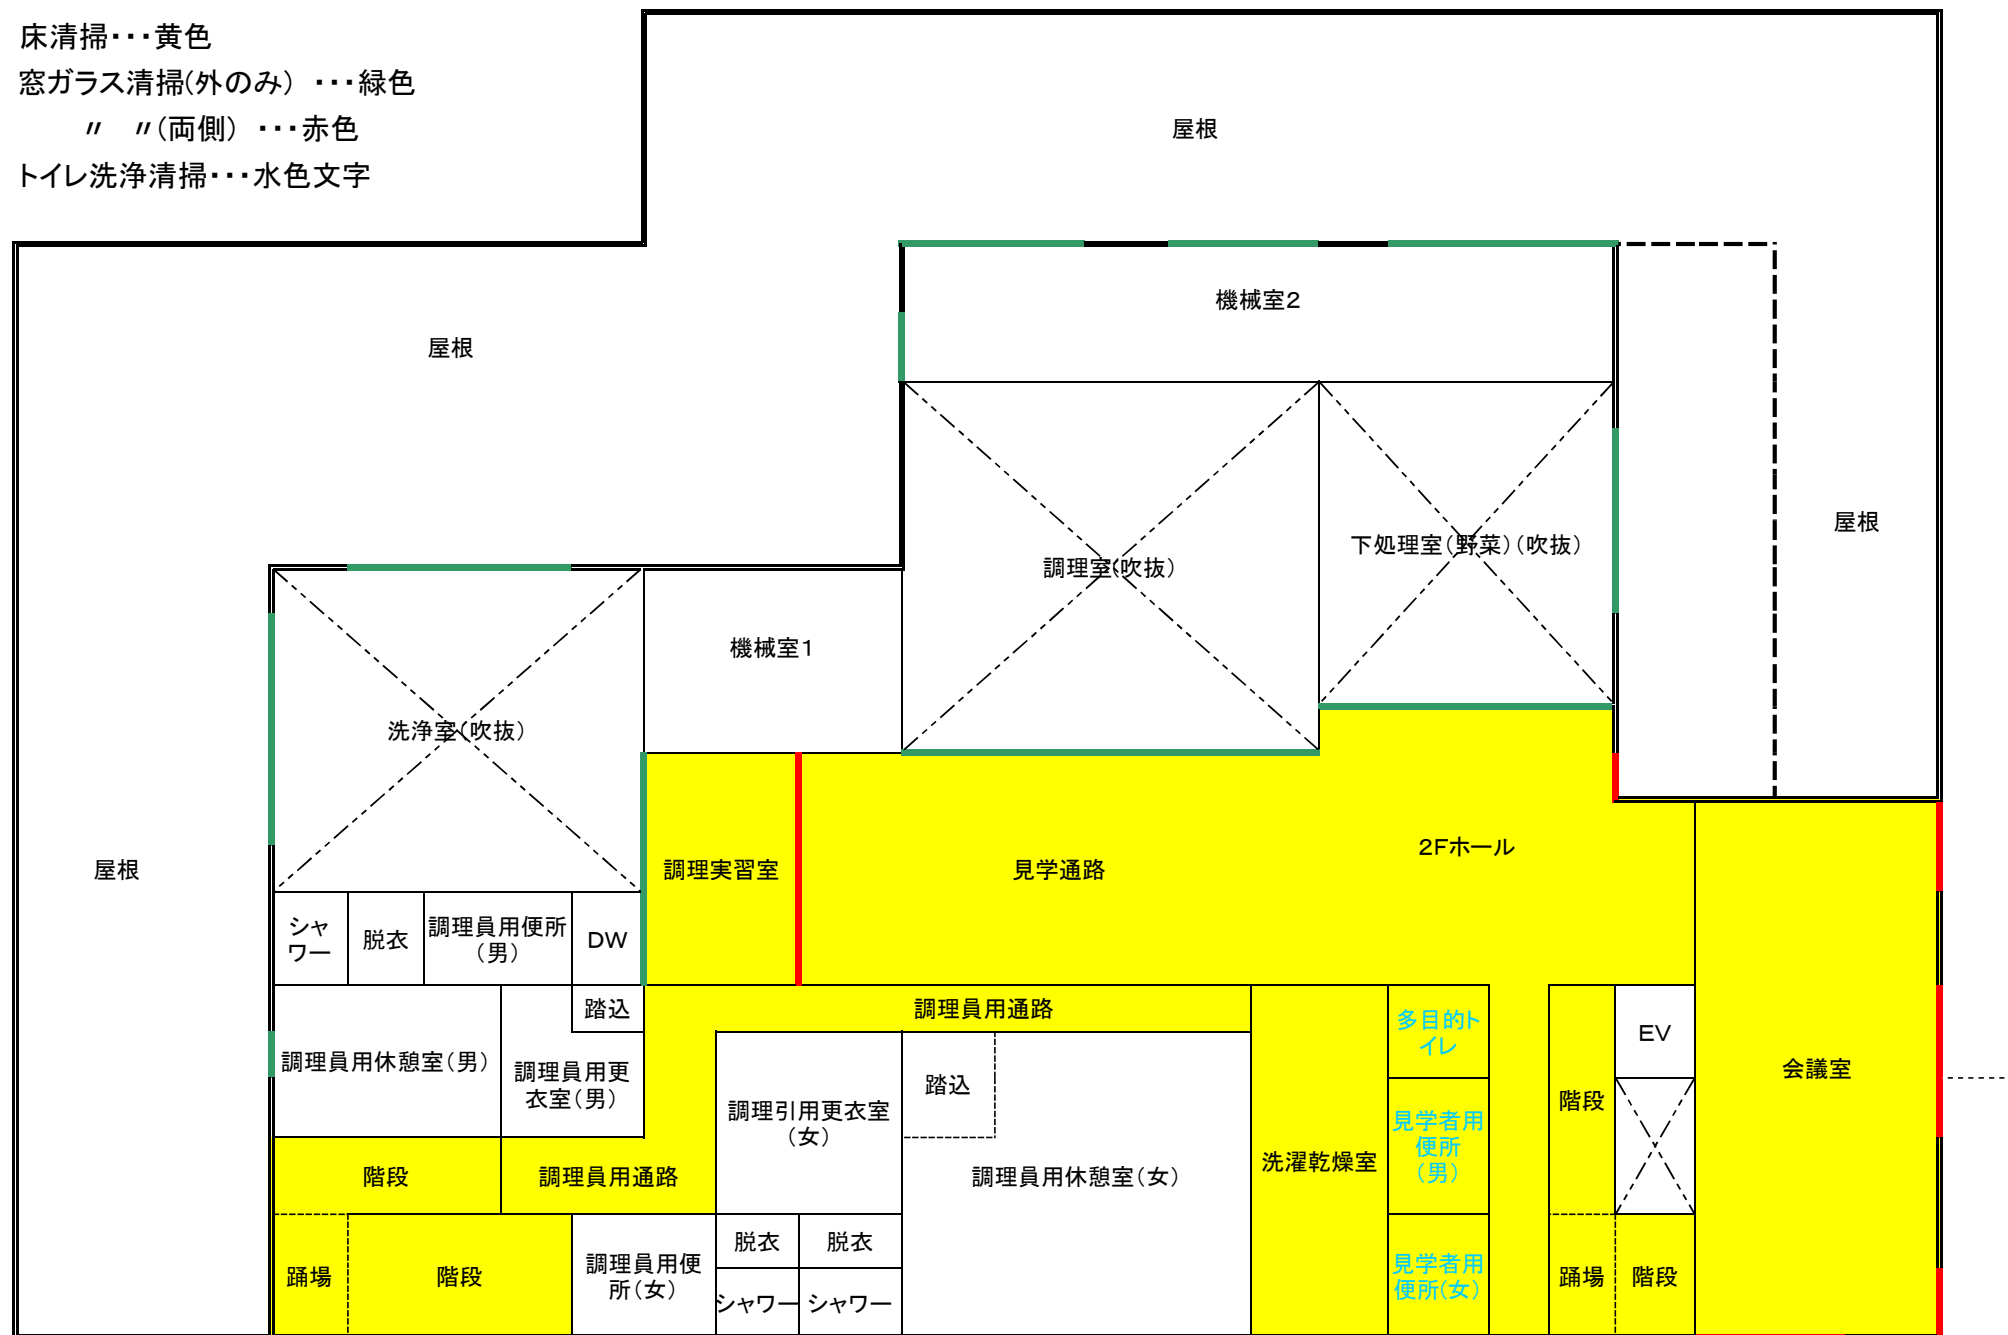 床清掃･･･黄色
窓ガラス清掃(外のみ) ･･･緑色
〃 〃(両側) ･･･赤色
トイレ洗浄清掃･･･水色文字
屋根
機械室2
屋根
屋根
下処理室(野菜)(吹抜)
調理室(吹抜)
機械室1
洗浄室(吹抜)
2Fホール
屋根
調理実習室
見学通路
シャ
ワー
脱衣
調理員用便所
(男)
DW
踏込
調理員用通路
多目的ト
イレ
EV
調理員用休憩室(男)
調理員用更
衣室(男)
会議室
踏込
調理引用更衣室
(女)
階段
見学者用
便所
(男)
洗濯乾燥室
階段
調理員用通路
調理員用休憩室(女)
脱衣
脱衣
踊場
階段
調理員用便
所(女)
見学者用
便所(女)
踊場
階段
シャワー
シャワー